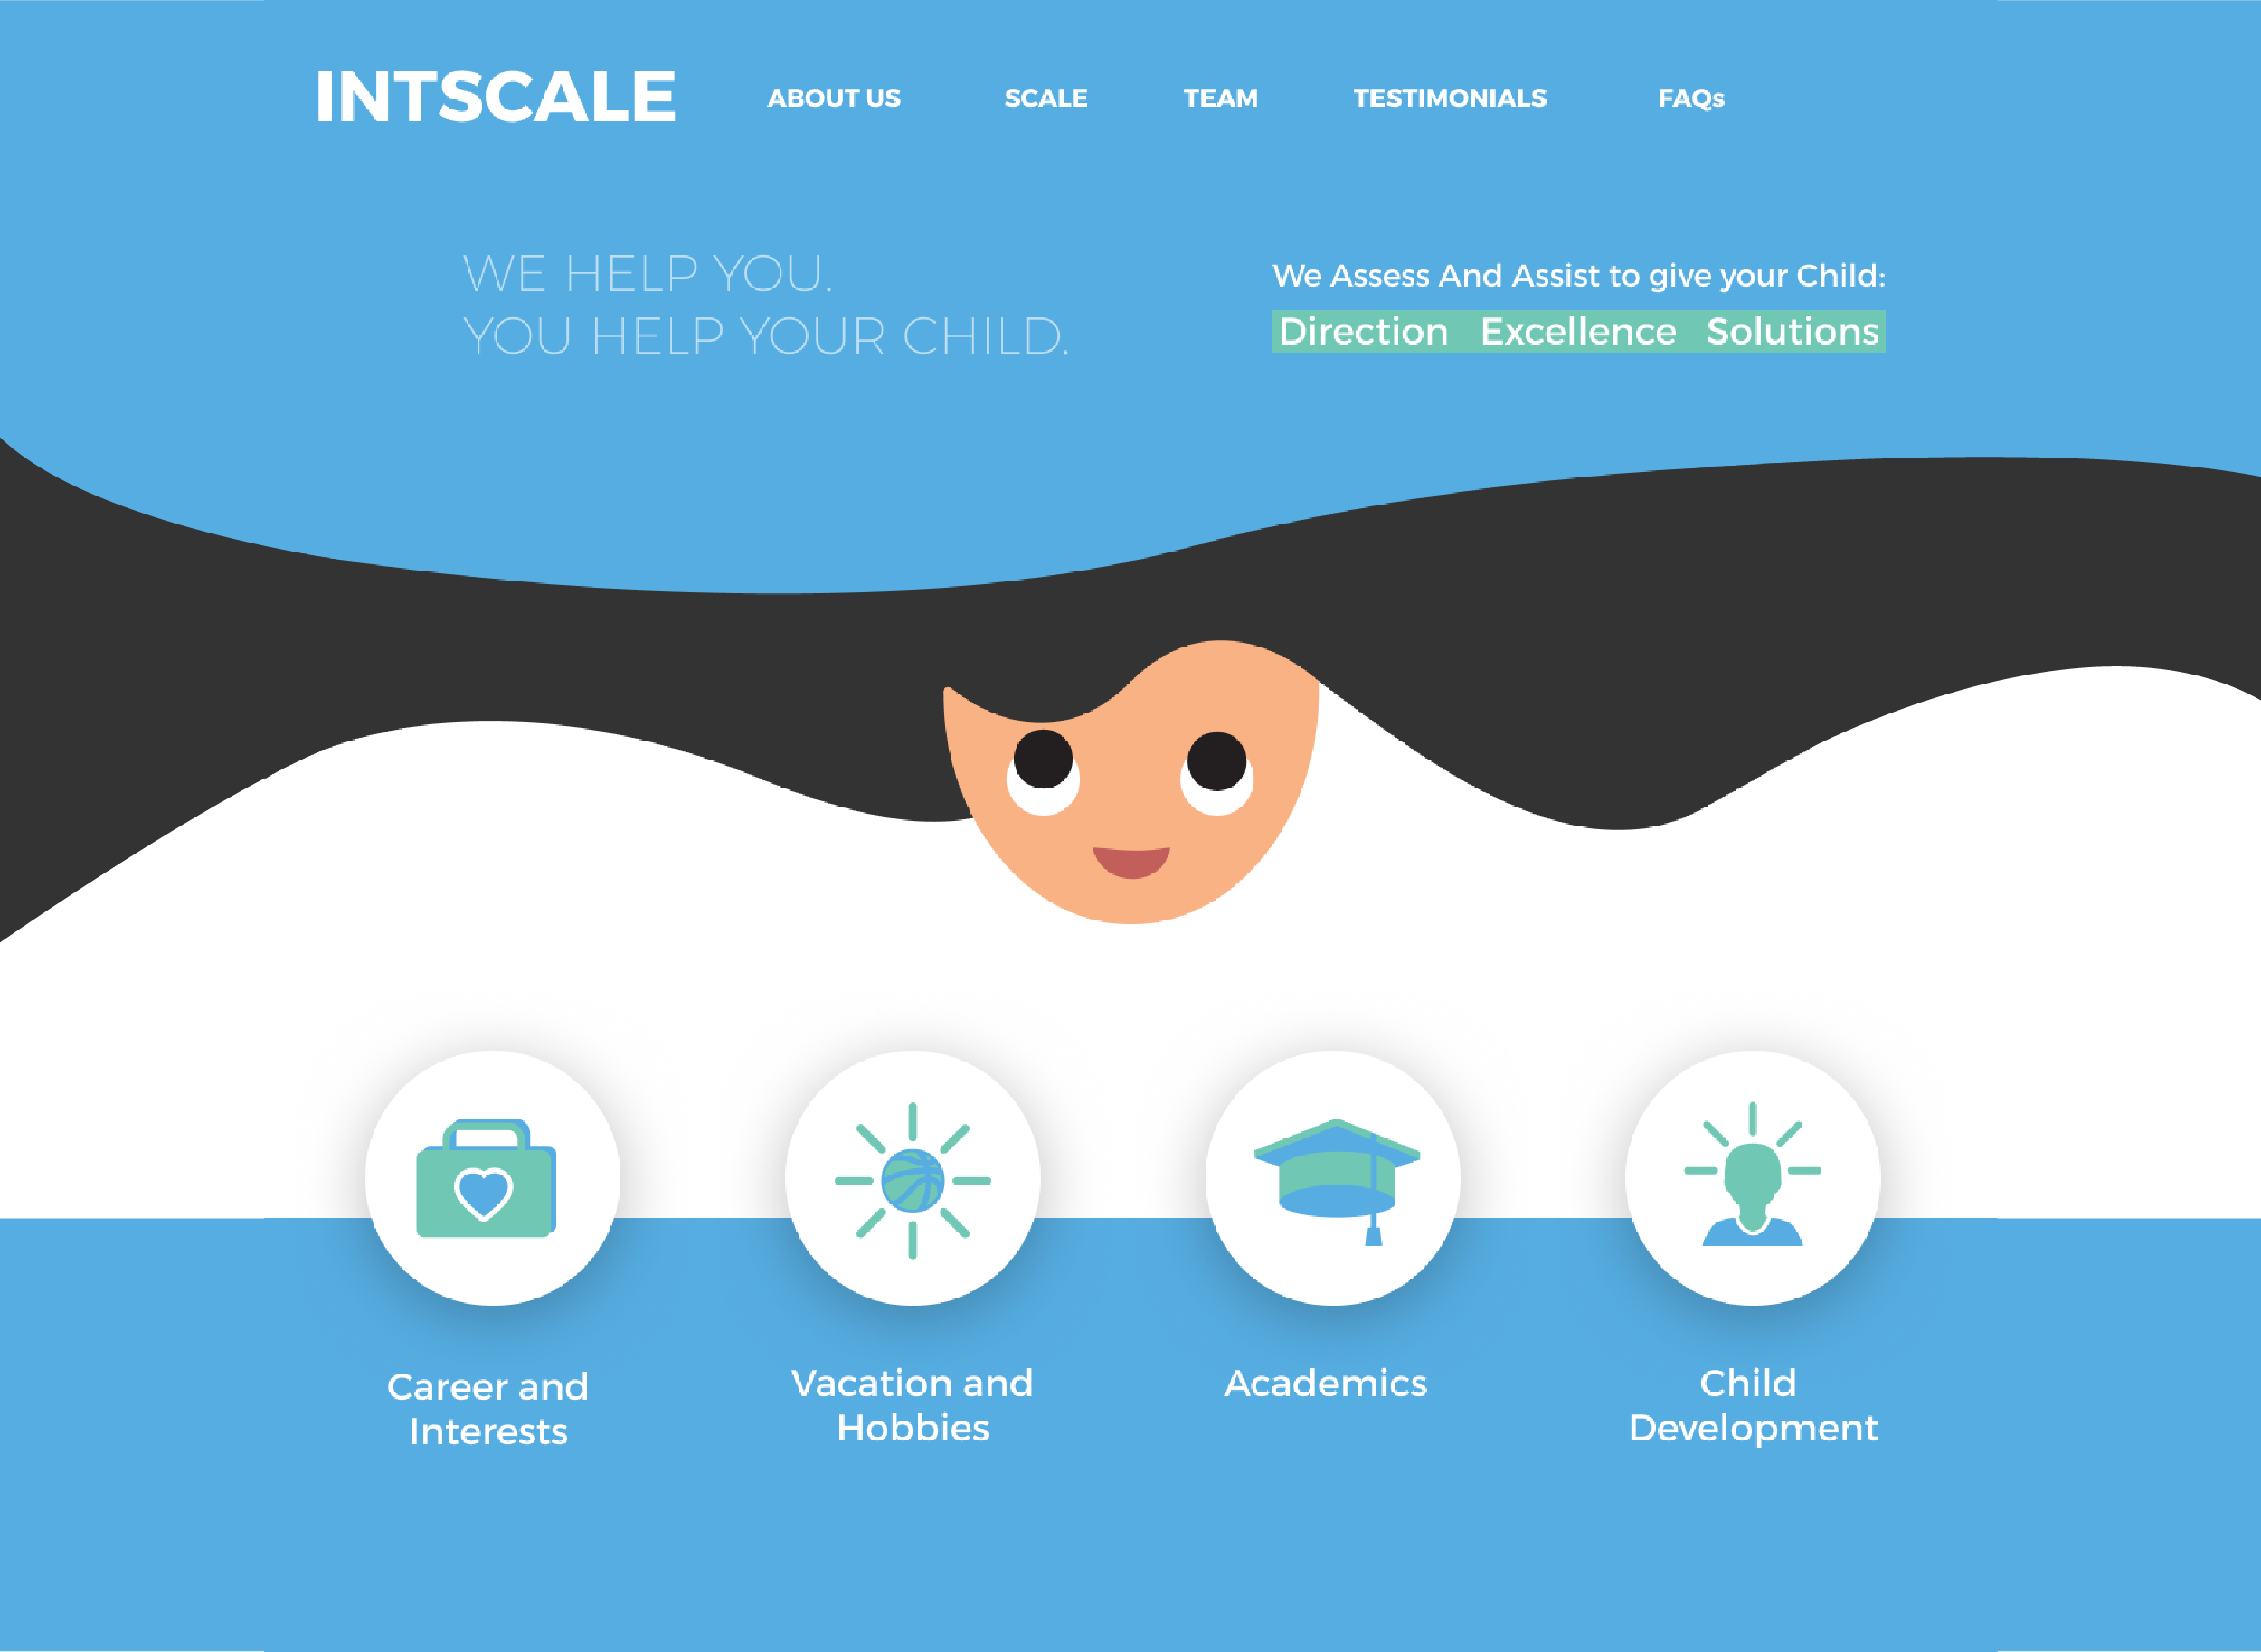 INTSCALE
ABOUT US
SCALE
TEAM
TESTIMONIALS
FAQs
WE HELP YOU.
YOU HELP YOUR CHILD.
We Assess And Assist to give your Child:
Direction Excellence Solutions
Career and
Interests
Vacation and
Hobbies
Academics
Child
Development